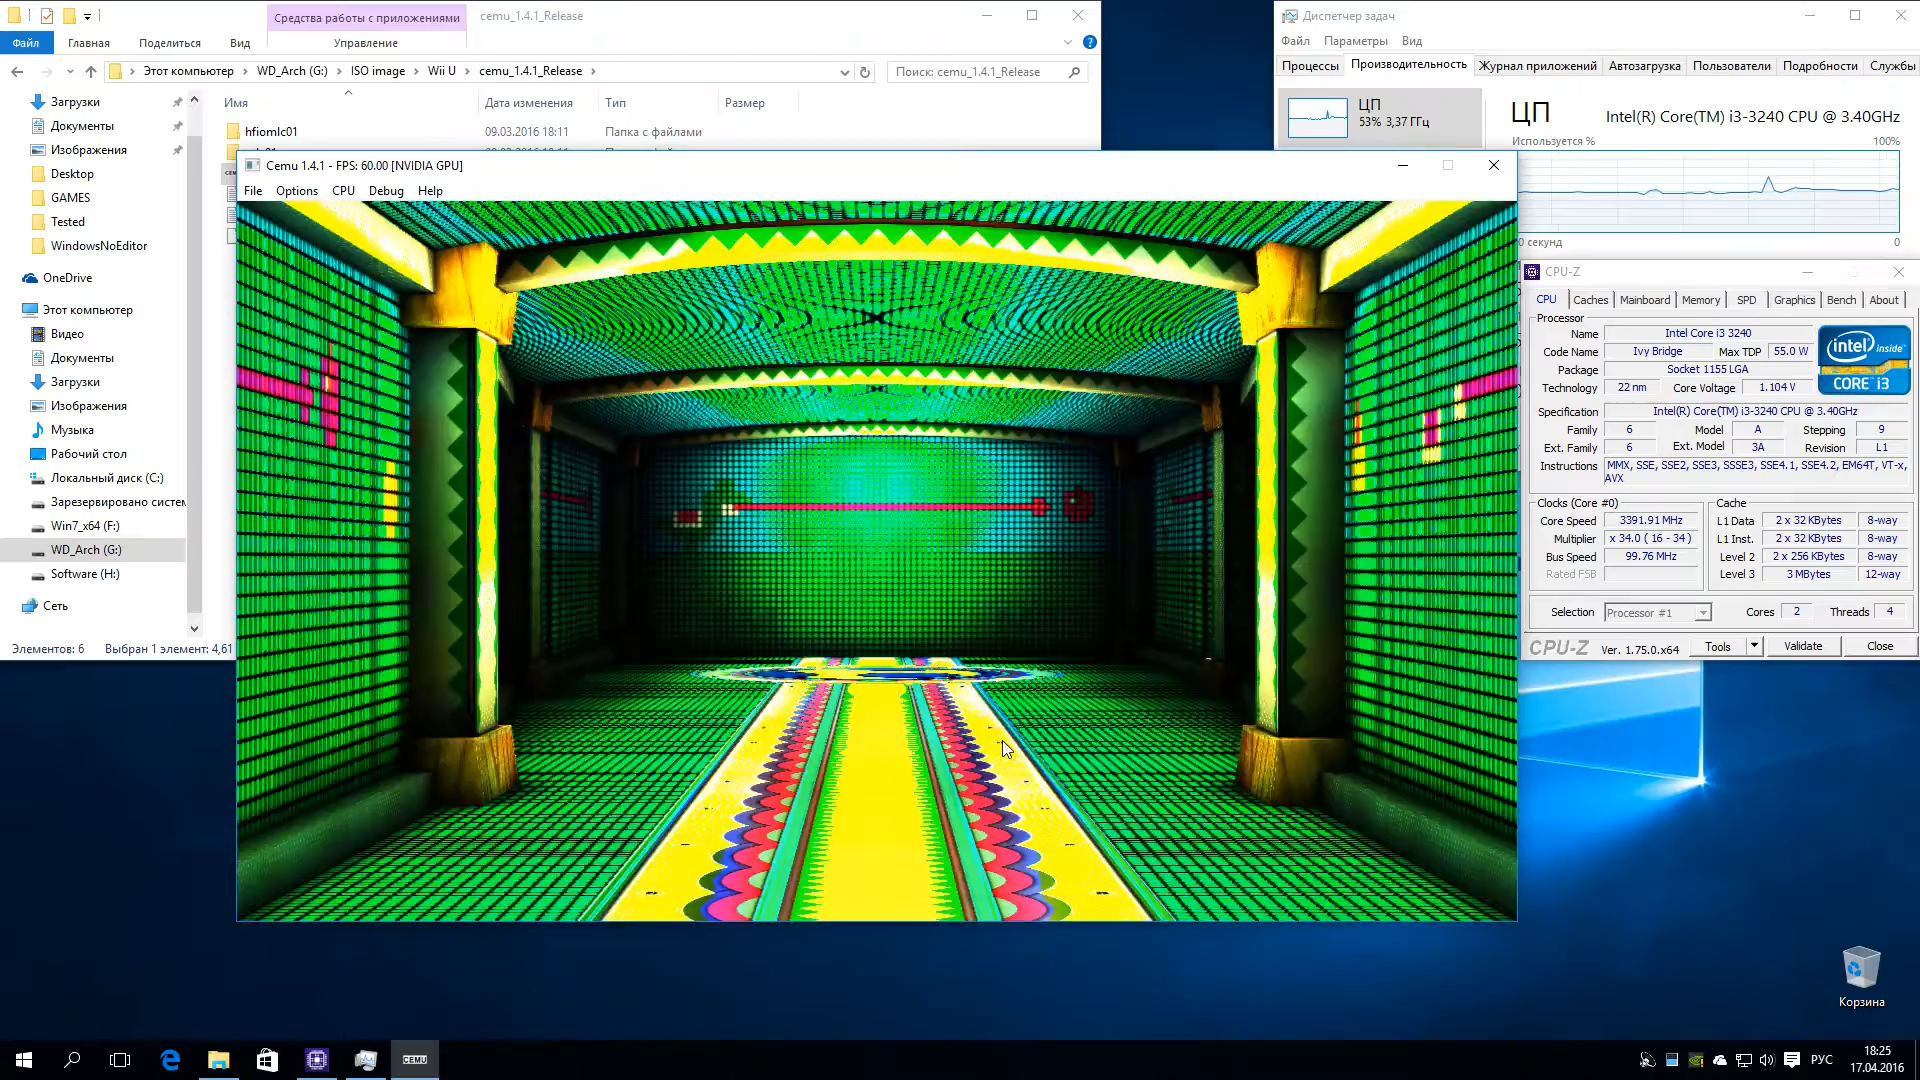 Средства работы с приложениями
cemu_1.4.1_Release
Файл
Главная
Поделиться
Вид
Управление
Этот компьютер
WD_Arch (G:)
ISO image
Wii U
cemu_1.4.1_Release
Поиск: cemu_1.4.1_Release
Имя
Дата изменения
Тип
Размер
hfiomlc01
09.03.2016 18:11
Папка с файлами
Загрузки
Документы
Изображения
Desktop
GAMES
Tested
WindowsNoEditor
OneDrive
Этот компьютер
Видео
Документы
Загрузки
Изображения
Музыка
Рабочий стол
Локальный диск (C:)
Зарезервировано систем
Win7_x64 (F:)
WD_Arch (G:)
Software (H:)
Сеть
Элементов: 6
Выбран 1 элемент: 4,61
Cemu 1.4.1 - FPS: 60.00 [NVIDIA GPU]
File
Options
CPU
Debug
Help
Диспетчер задач
Файл
Параметры
Вид
Процессы
Производительность
Журнал приложений
Автозагрузка
Пользователи
Подробности
Службы
ЦП
53% 3,37 ГГц
ЦП
Intel(R) Core(TM) i3-3240 CPU @ 3.40GHz
Используется %
100%
0 секунд
0
CPU-Z
CPU
Caches
Mainboard
Memory
SPD
Graphics
Bench
About
Processor
Name
Intel Core i3 3240
Code Name
Ivy Bridge
Max TDP
55.0 W
Package
Socket 1155 LGA
Technology
22 nm
Core Voltage
1.104 V
intel inside™
CORE i3
Specification
Intel(R) Core(TM) i3-3240 CPU @ 3.40GHz
Family
6
Model
A
Stepping
9
Ext. Family
6
Ext. Model
3A
Revision
L1
Instructions
MMX, SSE, SSE2, SSE3, SSSE3, SSE4.1, SSE4.2, EM64T, VT-x,
AVX
Clocks (Core #0)
Core Speed
3391.91 MHz
Multiplier
x 34.0 ( 16 - 34 )
Bus Speed
99.76 MHz
Rated FSB
Cache
L1 Data
2 x 32 KBytes
8-way
L1 Inst.
2 x 32 KBytes
8-way
Level 2
2 x 256 KBytes
8-way
Level 3
3 MBytes
12-way
Selection
Processor #1
Cores
2
Threads
4
CPU-Z
Ver. 1.75.0.x64
Tools
Validate
Close
Корзина
CEMU
РУС
18:25
17.04.2016